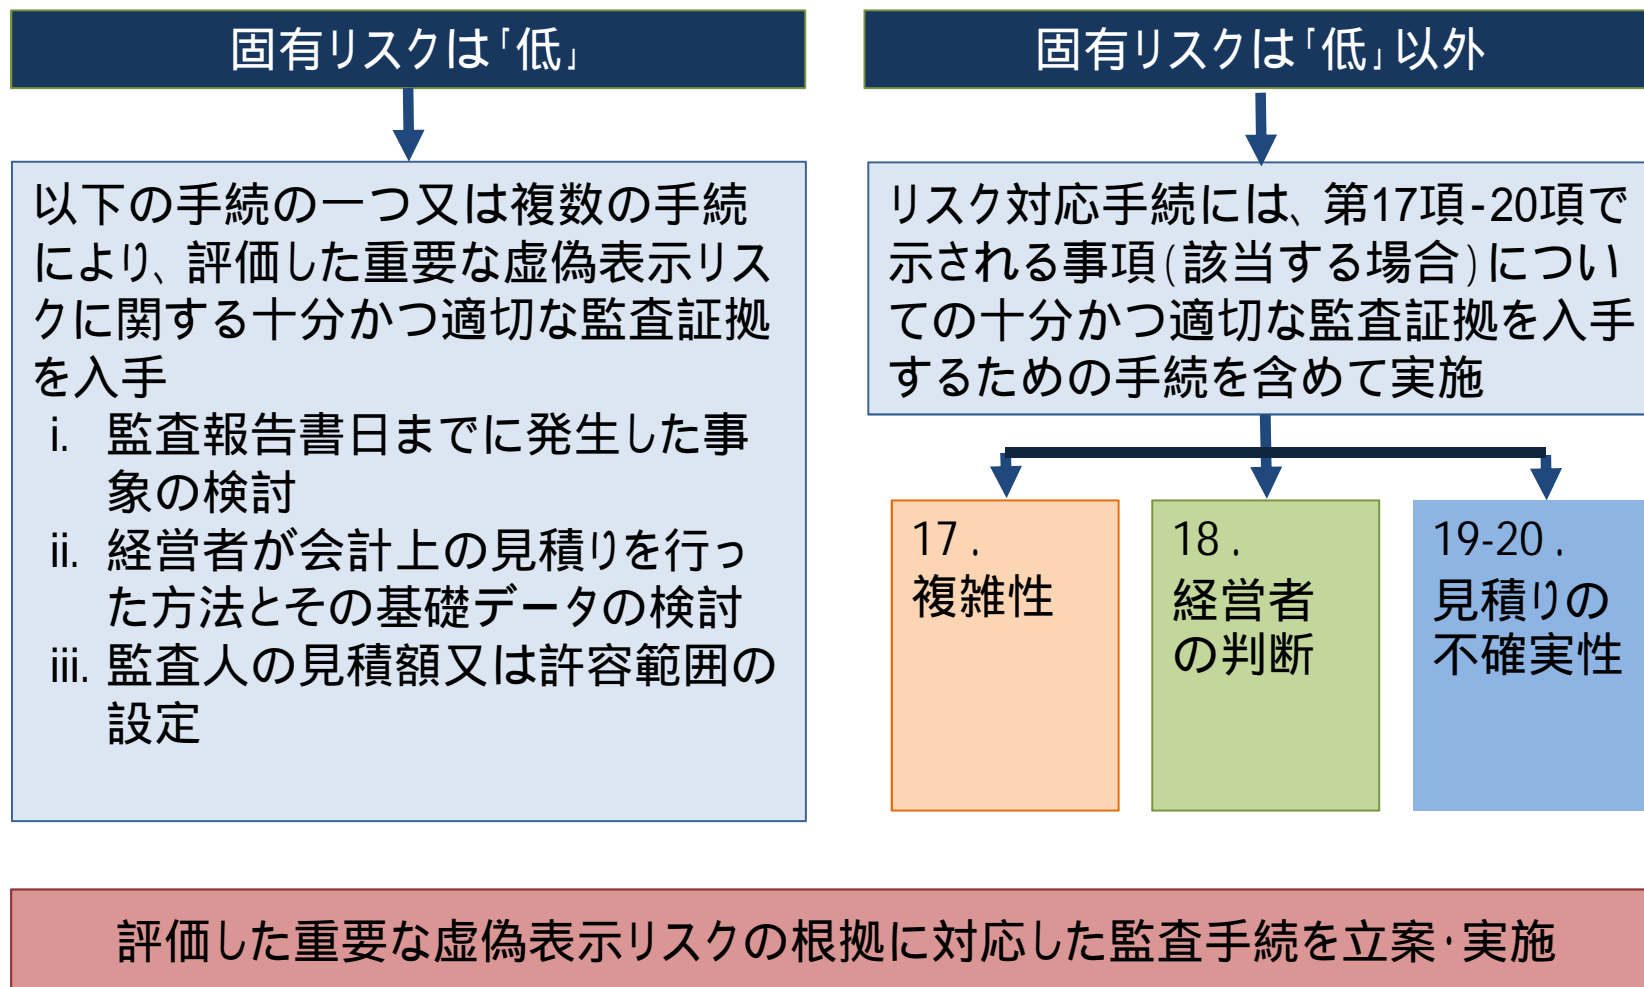 固有リスクは「低」
以下の手続の一つ又は複数の手続
により、評価した重要な虚偽表示リス
クに関する十分かつ適切な監査証拠
を入手
i. 監査報告書日までに発生した事
象の検討
ii. 経営者が会計上の見積りを行っ
た方法とその基礎データの検討
iii. 監査人の見積額又は許容範囲の
設定
固有リスクは「低」以外
リスク対応手続には、第17項-20項で
示される事項(該当する場合)につい
ての十分かつ適切な監査証拠を入手
するための手続を含めて実施
17.
複雑性
18.
経営者
の判断
19-20.
見積りの
不確実性
評価した重要な虚偽表示リスクの根拠に対応した監査手続を立案・実施